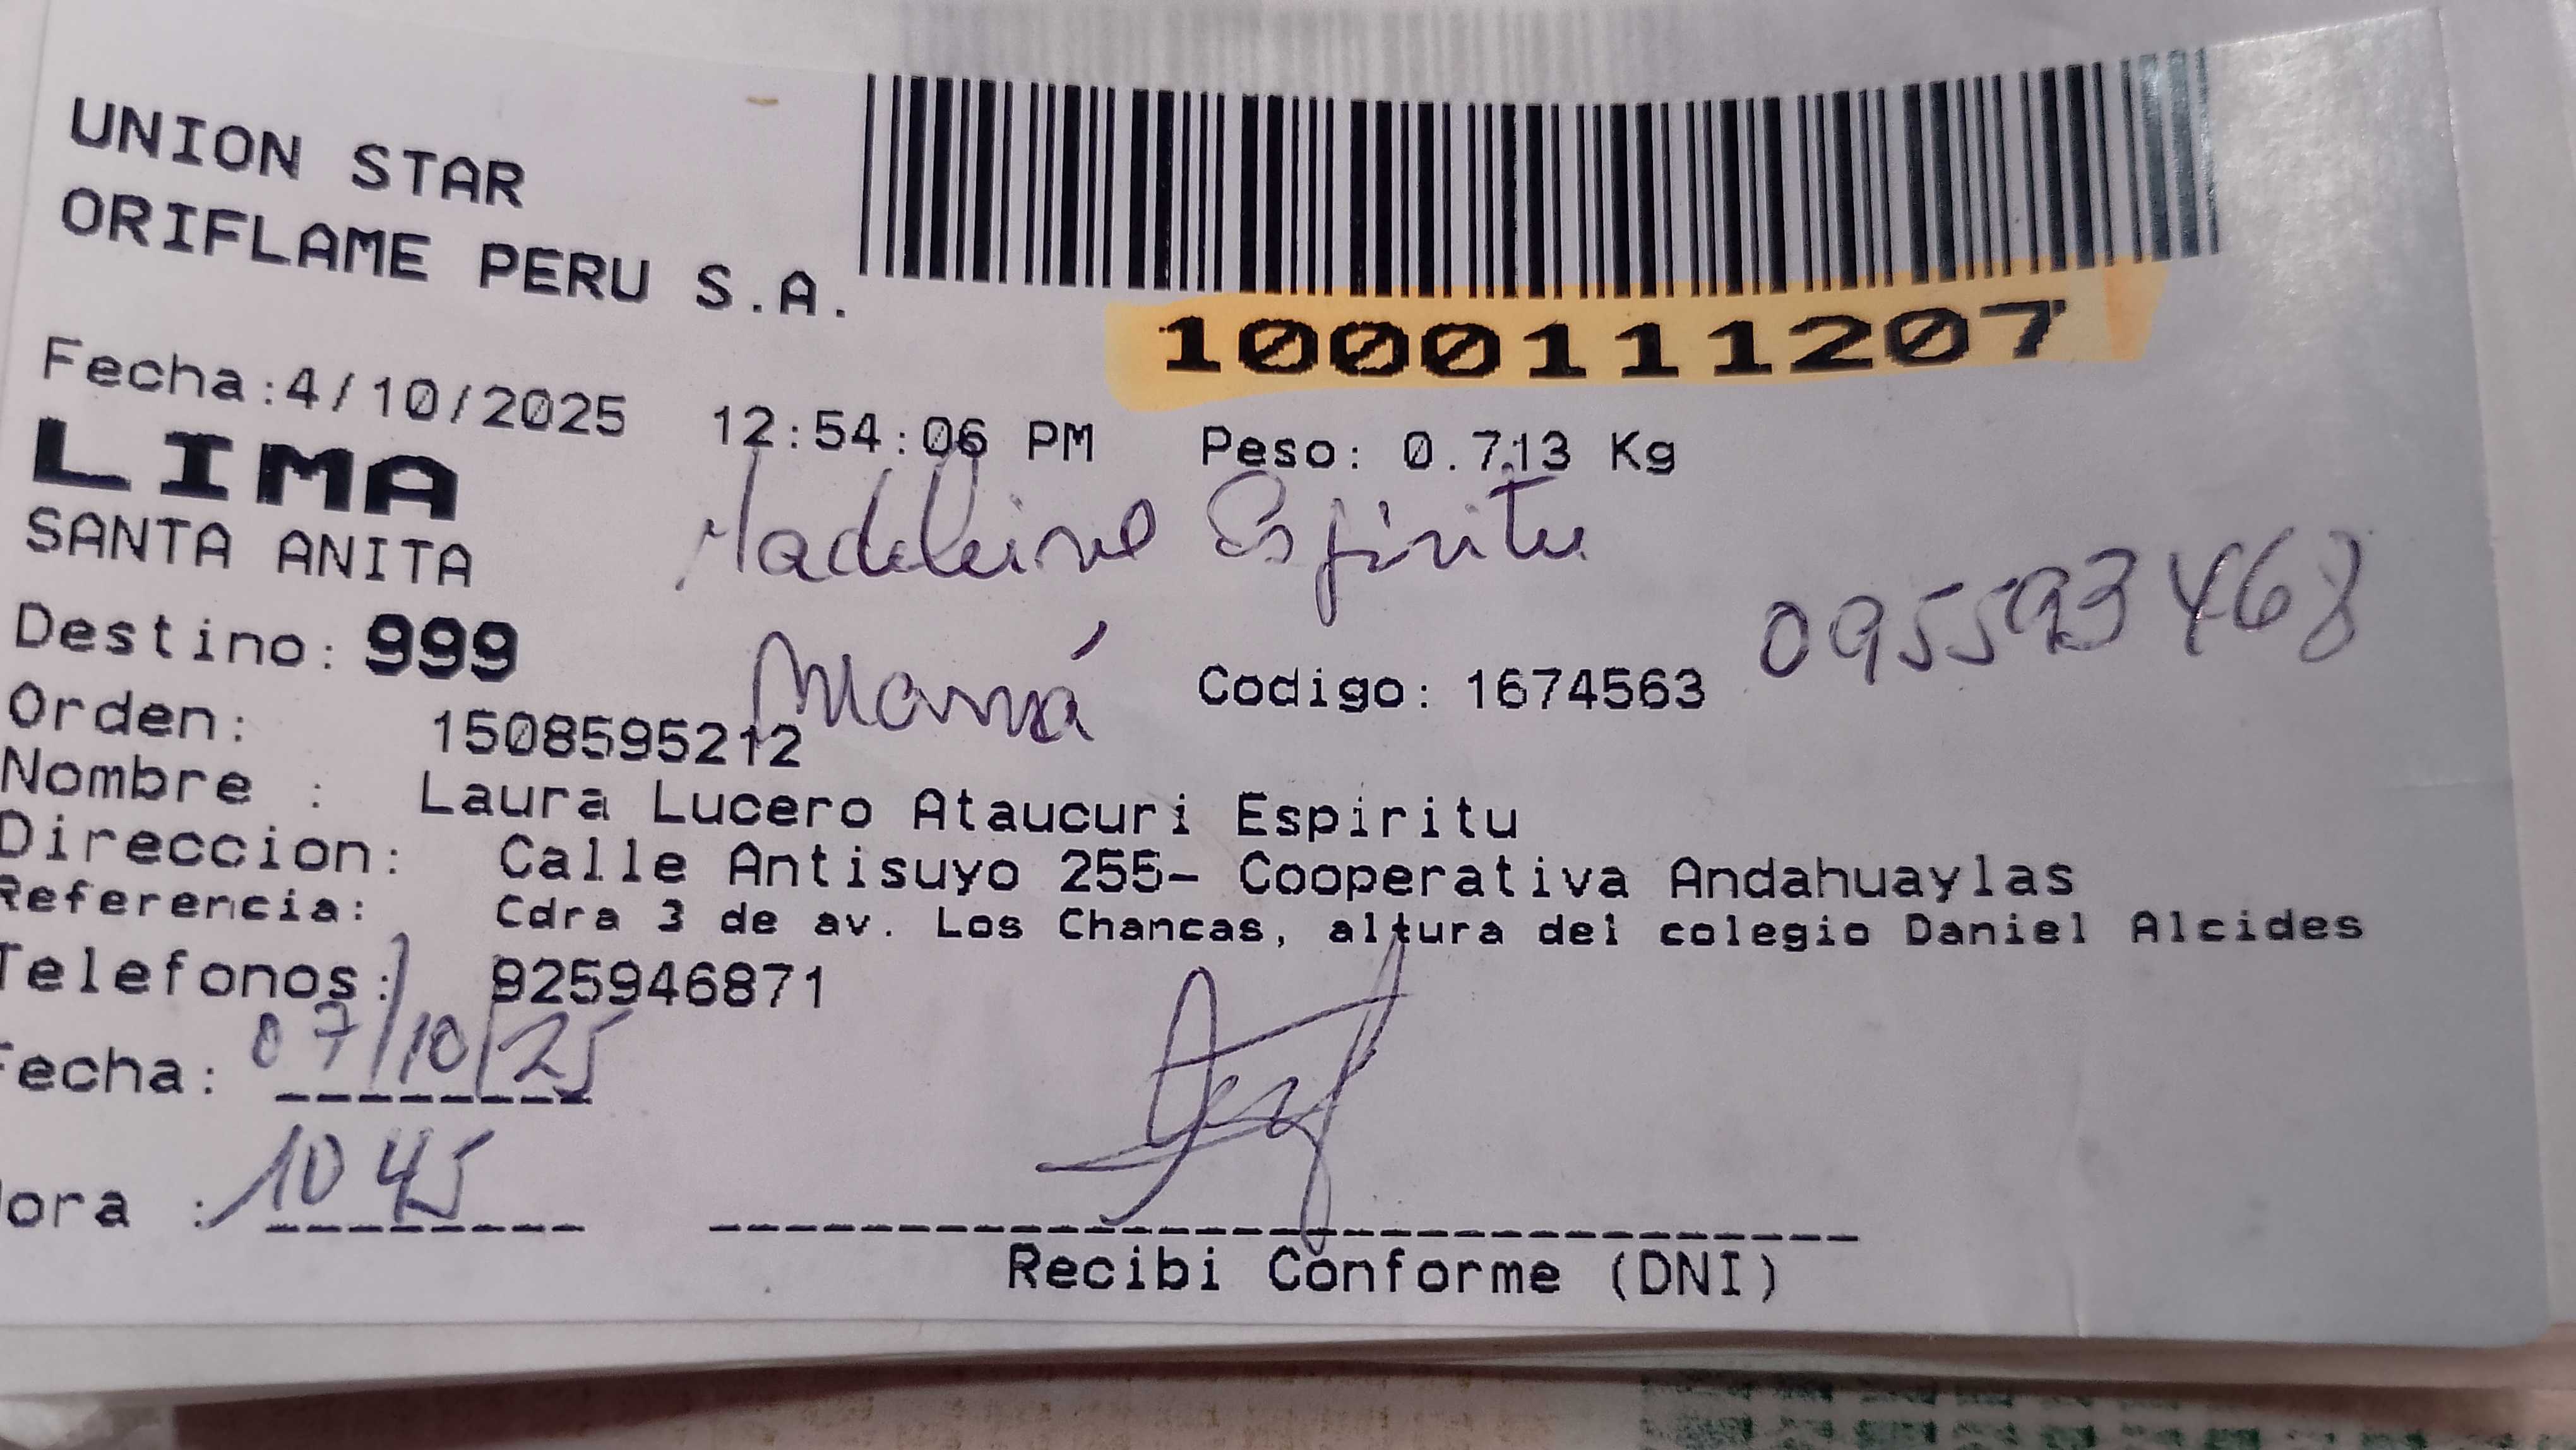 UNION STAR
ORIFLAME PERU S.A.
1000111207
Fecha:4/10/2025 12:54:06 PM Peso: 0.713 Kg
LIMA
Madeleine Espiritu
SANTA ANITA
Destino: 999
Mamá
Codigo: 1674563
Orden: 1508595212
Nombre : Laura Lucero Ataucuri Espiritu
Direccion: Calle Antisuyo 255- Cooperativa Andahuaylas
Referencia: Cdra 3 de av. Los Chancas, altura del colegio Daniel Alcides
Telefonos: 925946871
Fecha: 07/10/25
ora : 10 45
Recibi Conforme (DNI)